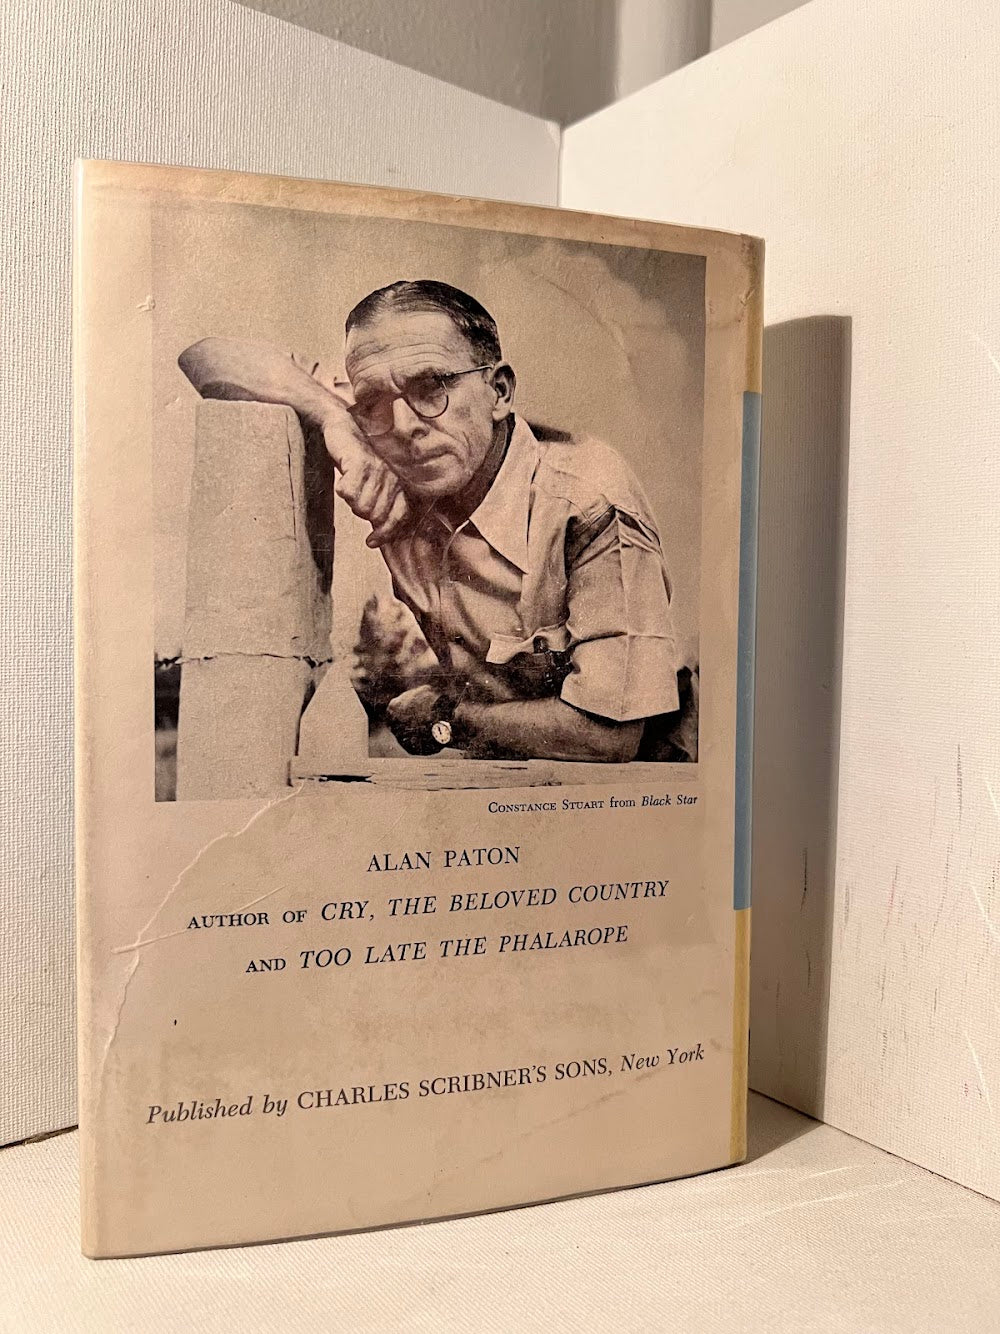 CONSTANCE STUART from Black Star
ALAN PATON
AUTHOR OF CRY, THE BELOVED COUNTRY
AND TOO LATE THE PHALAROPE
Published by CHARLES SCRIBNER'S SONS, New York